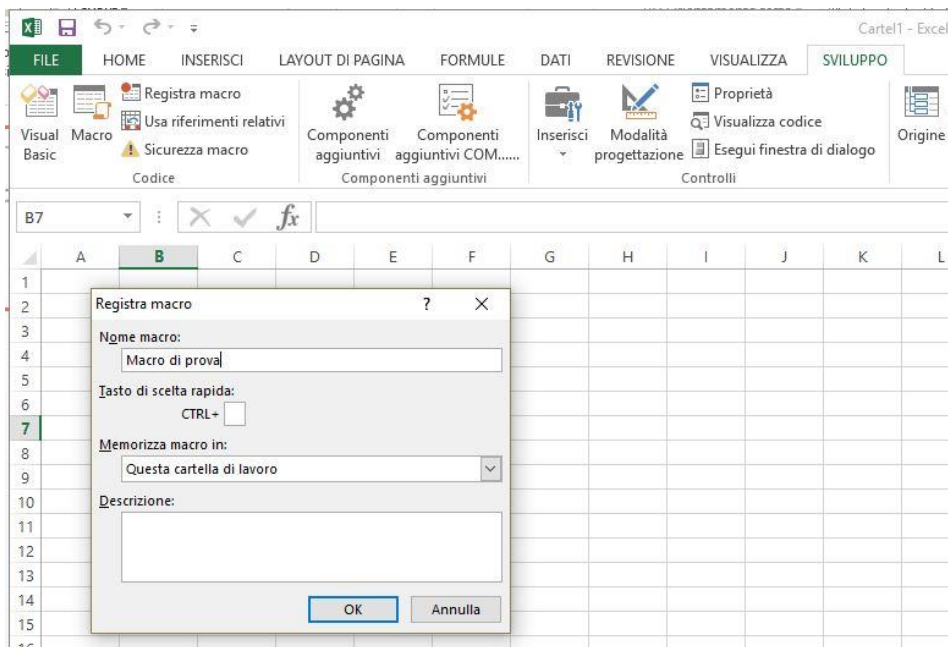 Cartel1 - Excel
FILE HOME INSERISCI LAYOUT DI PAGINA FORMULE DATI REVISIONE VISUALIZZA SVILUPPO
Visual Basic
Macro
Registra macro
Usa riferimenti relativi
Sicurezza macro
Codice
Componenti aggiuntivi
Componenti aggiuntivi COM......
Componenti aggiuntivi
Inserisci
Modalità progettazione
Proprietà
Visualizza codice
Esegui finestra di dialogo
Controlli
Origine
B7
fx
A B C D E F G H I J K L
1
2
3
4
5
6
7
8
9
10
11
12
13
14
15
Registra macro ?
Nome macro:
Macro di prova
Tasto di scelta rapida:
CTRL+
Memorizza macro in:
Questa cartella di lavoro
Descrizione:
OK Annulla